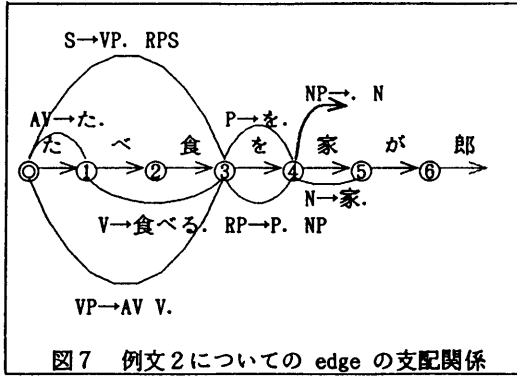 S→VP. RPS
AV→た. P→を. NP→. N
た べ 食 を 家 が 郎
0 1 2 3 4 5 6
V→食べる. RP→P. NP N→家.
VP→AV V.
図7 例文2についての edge の支配関係